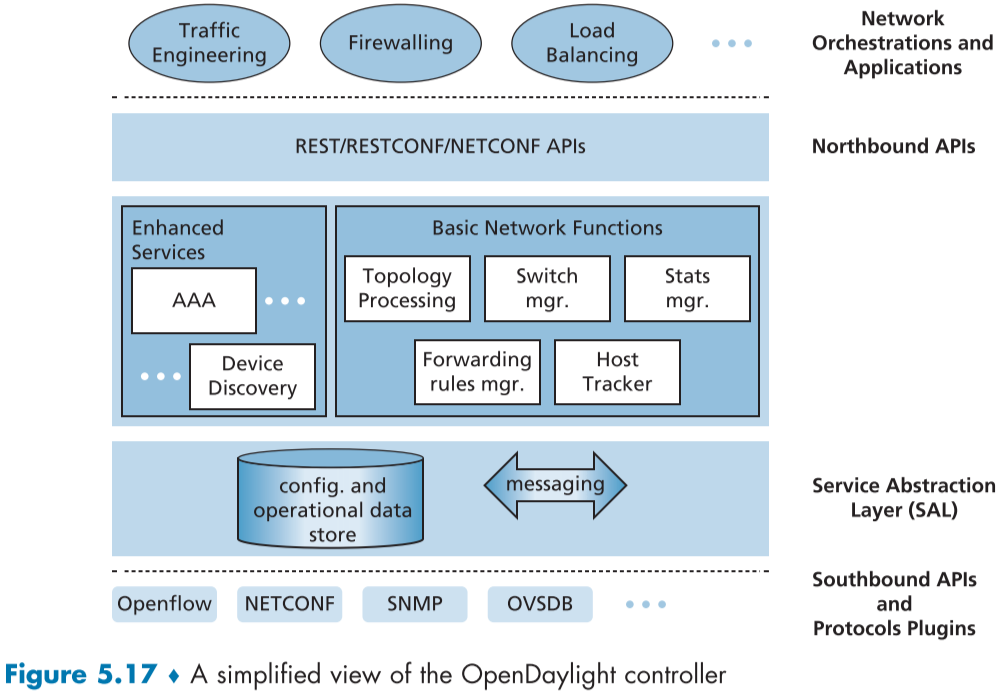 Traffic
Engineering
Firewalling
Load
Balancing
Network
Orchestrations and
Applications
REST/RESTCONF/NETCONF APIs
Northbound APIs
Enhanced
Services
AAA
Device
Discovery
Basic Network Functions
Topology
Processing
Switch
mgr.
Stats
mgr.
Forwarding
rules mgr.
Host
Tracker
config. and
operational data
store
messaging
Service Abstraction
Layer (SAL)
Openflow
NETCONF
SNMP
OVSDB
Southbound APIs
and
Protocols Plugins
Figure 5.17 ♦ A simplified view of the OpenDaylight controller